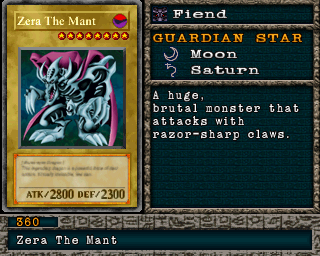 Zera The Mant
ATK/2800 DEF/2300
Fiend
GUARDIAN STAR
Moon
Saturn
A huge,
brutal monster that
attacks with
razor-sharp claws.
360
Zera The Mant